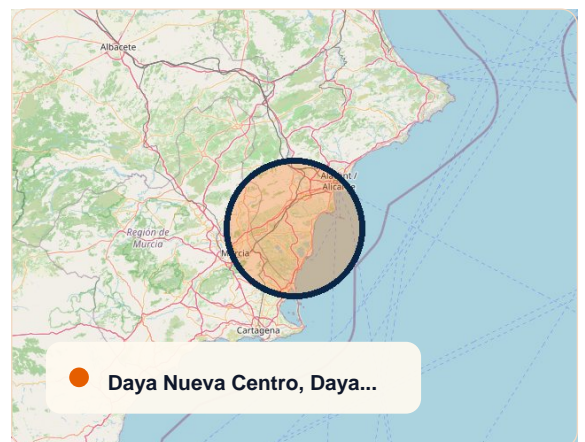 Albacete
Alacant /
Alicante
Región de
Murcia
Murcia
Cartagena
Daya Nueva Centro, Daya...